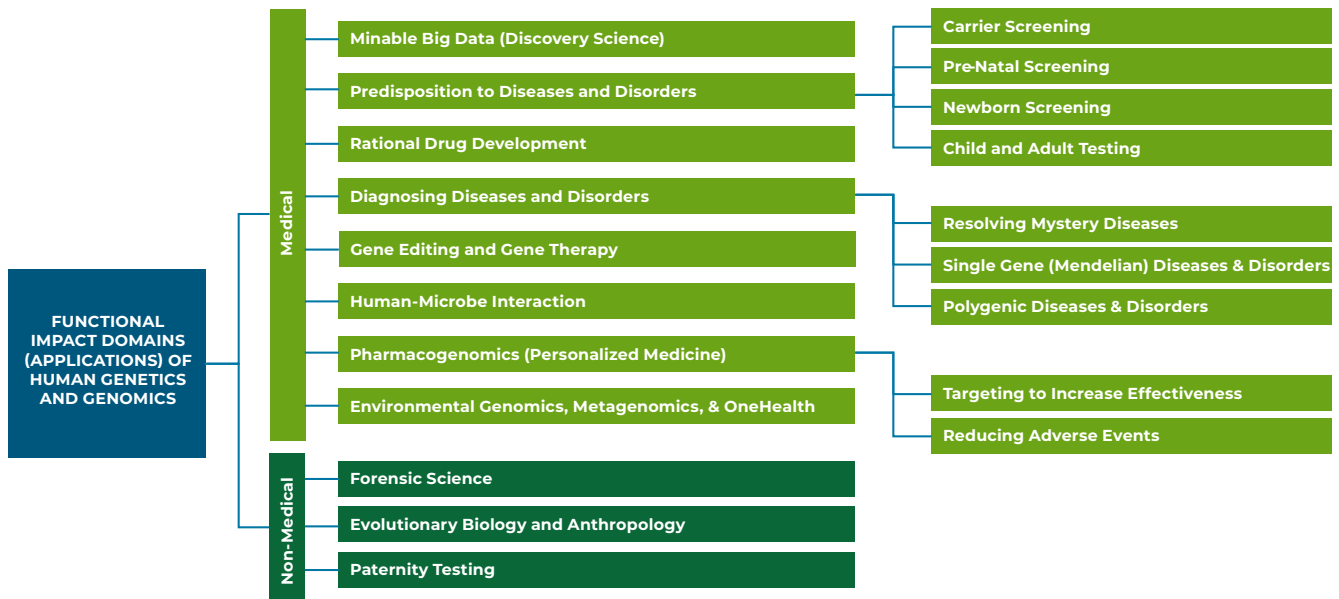 FUNCTIONAL
IMPACT DOMAINS
(APPLICATIONS) OF
HUMAN GENETICS
AND GENOMICS
Medical
Minable Big Data (Discovery Science)
Predisposition to Diseases and Disorders
Carrier Screening
Pre-Natal Screening
Newborn Screening
Child and Adult Testing
Rational Drug Development
Diagnosing Diseases and Disorders
Resolving Mystery Diseases
Single Gene (Mendelian) Diseases & Disorders
Polygenic Diseases & Disorders
Gene Editing and Gene Therapy
Human-Microbe Interaction
Pharmacogenomics (Personalized Medicine)
Targeting to Increase Effectiveness
Reducing Adverse Events
Environmental Genomics, Metagenomics, & OneHealth
Non-Medical
Forensic Science
Evolutionary Biology and Anthropology
Paternity Testing